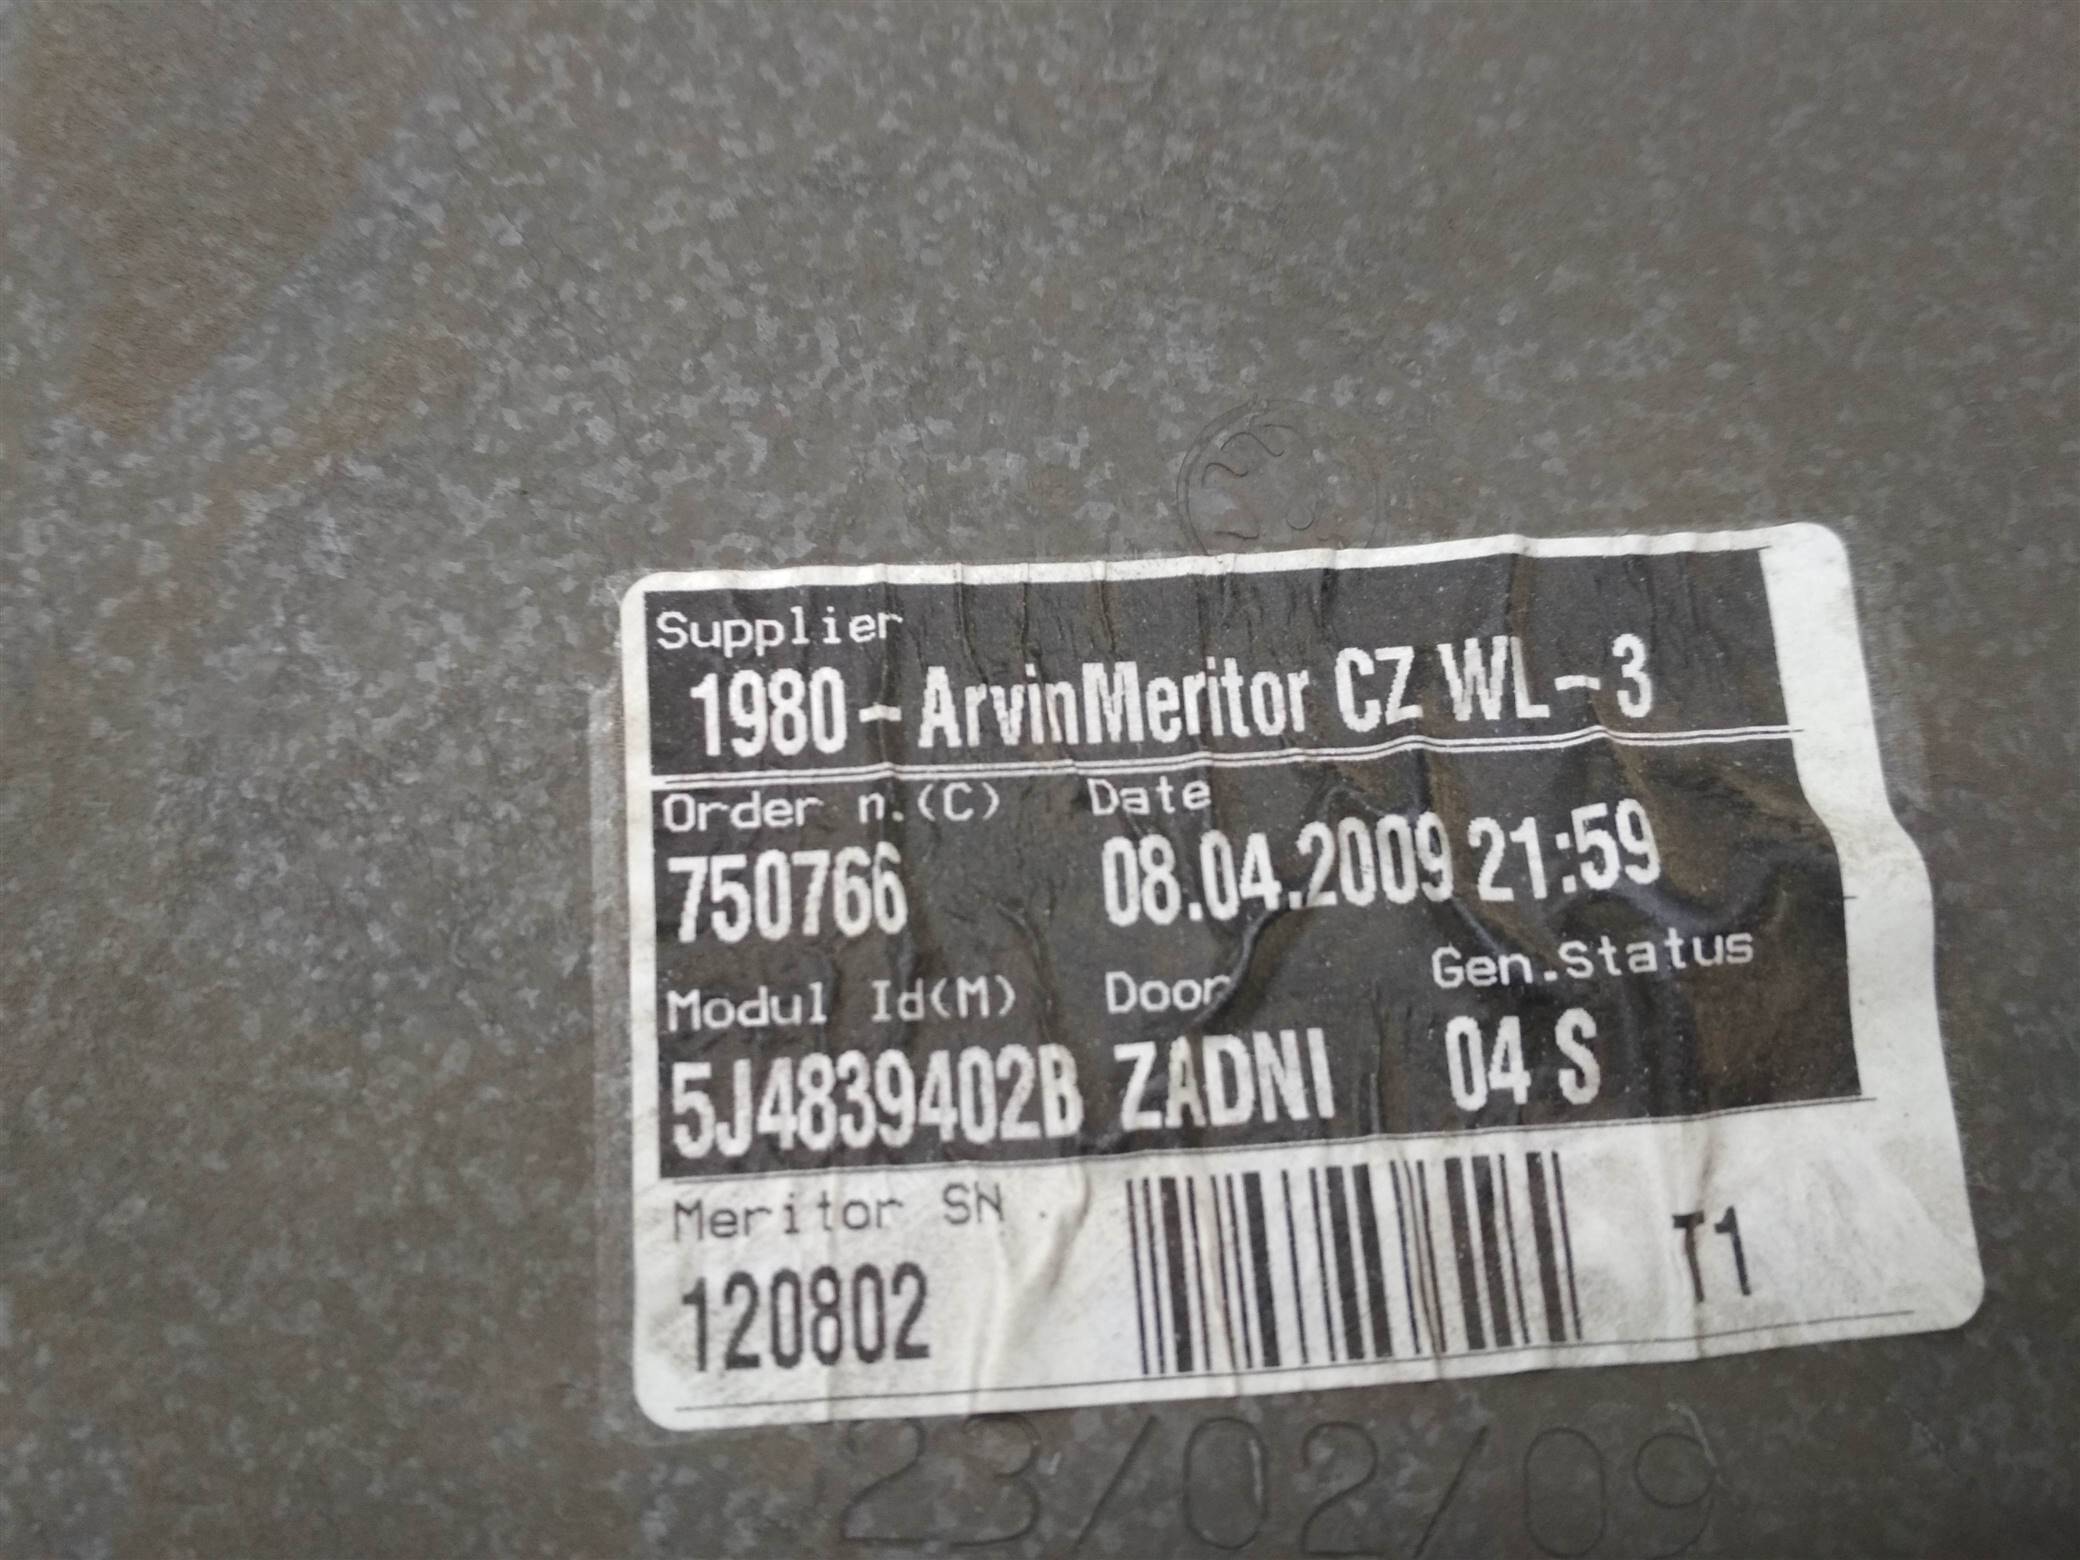 Supplier
1980-ArvinMeritor CZ WL-3
Order n.(C) Date
750766 08.04.2009 21:59
Modul Id(M) Door Gen.Status
5J4839402B ZADNI 04 S
Meritor SN
120802 T1
23/02/09